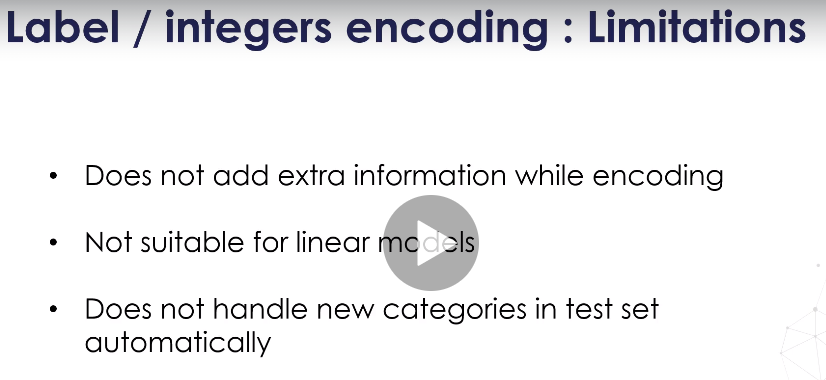 Label / integers encoding : Limitations
• Does not add extra information while encoding
• Not suitable for linear models
• Does not handle new categories in test set
automatically